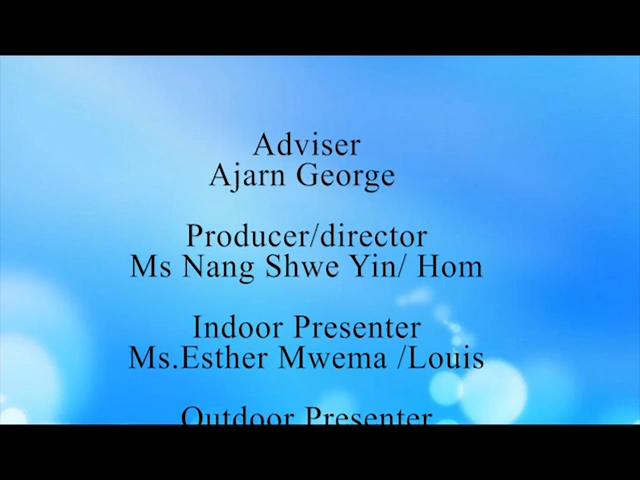 Adviser
Ajarn George
Producer/director
Ms Nang Shwe Yin/ Hom
Indoor Presenter
Ms.Esther Mwema /Louis
Outdoor Presenter